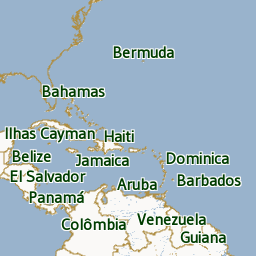 Bermuda
Bahamas
Ilhas Cayman
Haiti
Belize
Jamaica
Dominica
El Salvador
Aruba
Barbados
Panamá
Colômbia
Venezuela
Guiana